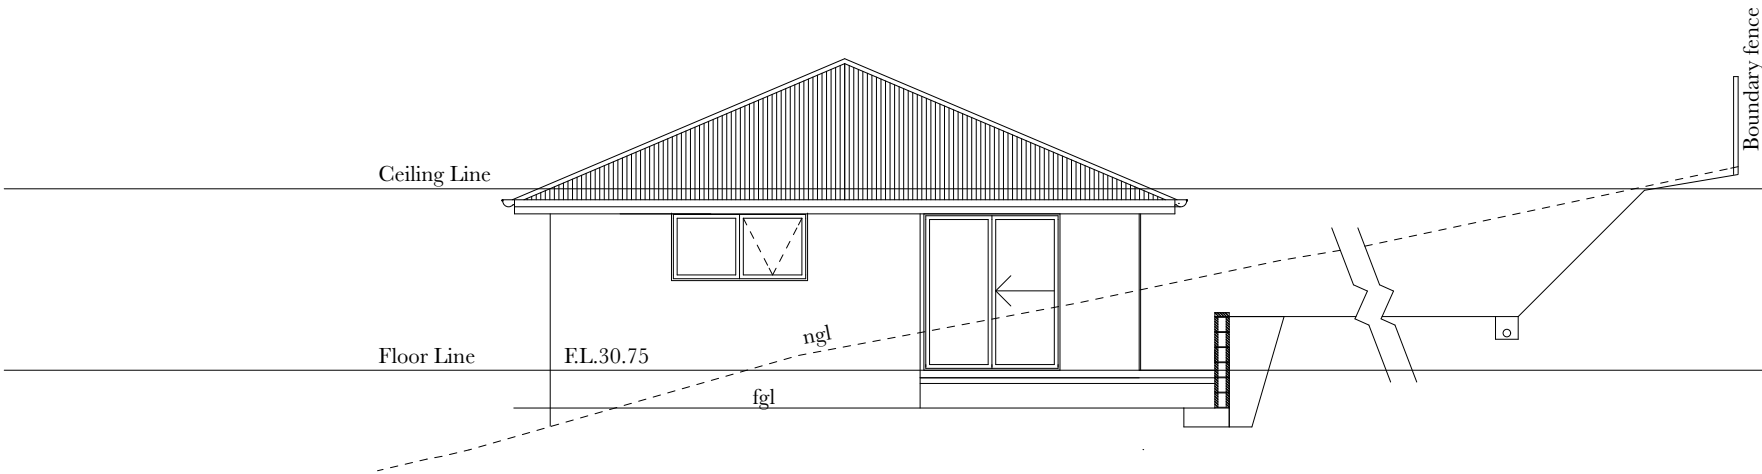 Boundary fence
Ceiling Line
ngl
Floor Line
F.L.30.75
fgl